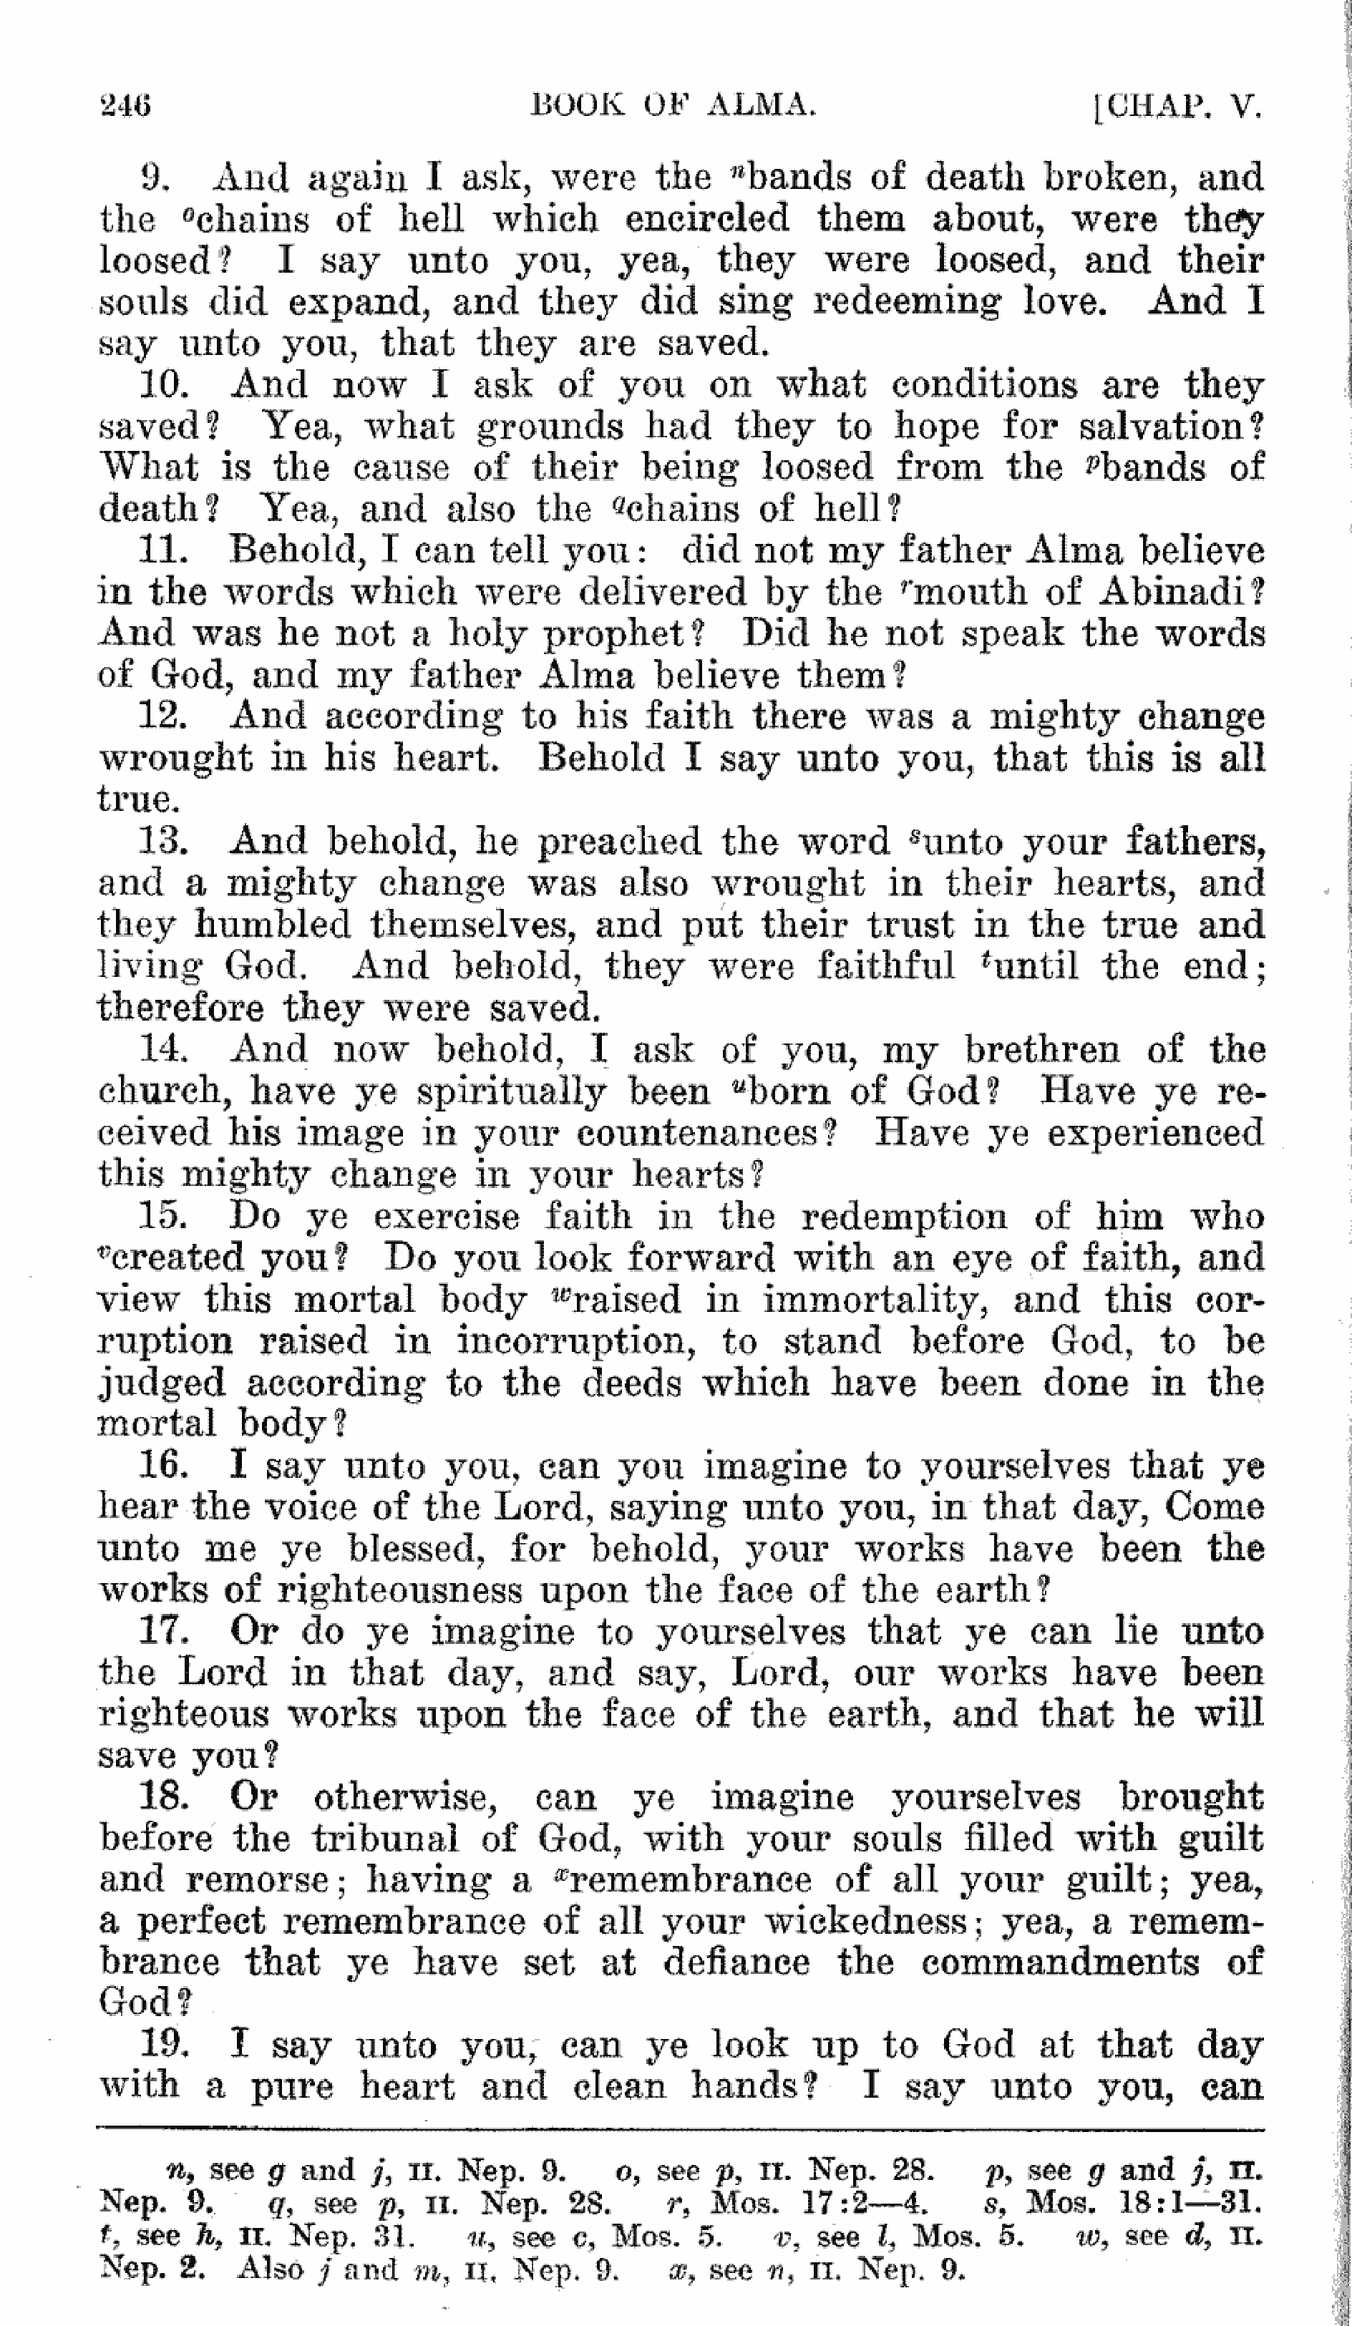 246 BOOK OF ALMA. [CHAP. V.
9. And again I ask, were the ⁿbands of death broken, and
the ᵒchains of hell which encircled them about, were they
loosed? I say unto you, yea, they were loosed, and their
souls did expand, and they did sing redeeming love. And I
say unto you, that they are saved.
10. And now I ask of you on what conditions are they
saved? Yea, what grounds had they to hope for salvation?
What is the cause of their being loosed from the ᵖbands of
death? Yea, and also the qchains of hell?
11. Behold, I can tell you: did not my father Alma believe
in the words which were delivered by the ʳmouth of Abinadi?
And was he not a holy prophet? Did he not speak the words
of God, and my father Alma believe them?
12. And according to his faith there was a mighty change
wrought in his heart. Behold I say unto you, that this is all
true.
13. And behold, he preached the word ˢunto your fathers,
and a mighty change was also wrought in their hearts, and
they humbled themselves, and put their trust in the true and
living God. And behold, they were faithful ᵗuntil the end;
therefore they were saved.
14. And now behold, I ask of you, my brethren of the
church, have ye spiritually been ᵘborn of God? Have ye re-
ceived his image in your countenances? Have ye experienced
this mighty change in your hearts?
15. Do ye exercise faith in the redemption of him who
ᵛcreated you? Do you look forward with an eye of faith, and
view this mortal body ʷraised in immortality, and this cor-
ruption raised in incorruption, to stand before God, to be
judged according to the deeds which have been done in the
mortal body?
16. I say unto you, can you imagine to yourselves that ye
hear the voice of the Lord, saying unto you, in that day, Come
unto me ye blessed, for behold, your works have been the
works of righteousness upon the face of the earth?
17. Or do ye imagine to yourselves that ye can lie unto
the Lord in that day, and say, Lord, our works have been
righteous works upon the face of the earth, and that he will
save you?
18. Or otherwise, can ye imagine yourselves brought
before the tribunal of God, with your souls filled with guilt
and remorse; having a ˣremembrance of all your guilt; yea,
a perfect remembrance of all your wickedness; yea, a remem-
brance that ye have set at defiance the commandments of
God?
19. I say unto you, can ye look up to God at that day
with a pure heart and clean hands? I say unto you, can
n, see g and j, II. Nep. 9. o, see p, II. Nep. 28. p, see g and j, II.
Nep. 9. q, see p, II. Nep. 28. r, Mos. 17:2—4. s, Mos. 18:1—31.
t, see h, II. Nep. 31. u, see c, Mos. 5. v, see l, Mos. 5. w, see d, II.
Nep. 2. Also j and m, II. Nep. 9. x, see n, II. Nep. 9.